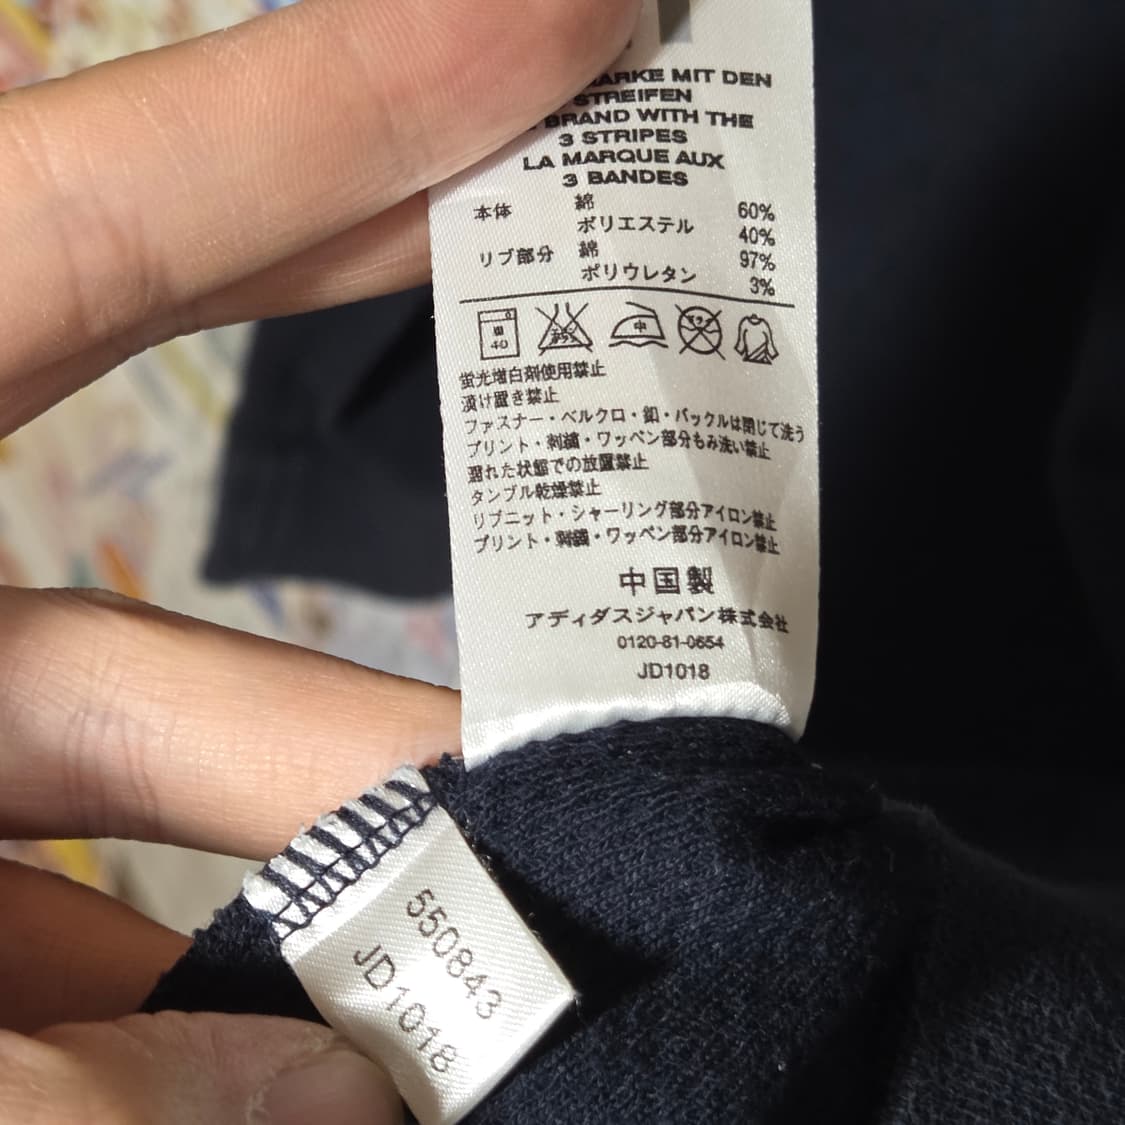 MARKE MIT DEN
STREIFEN
BRAND WITH THE
3 STRIPES
LA MARQUE AUX
3 BANDES
本体 綿 60%
ポリエステル 40%
リブ部分 綿 97%
ポリウレタン 3%
40 中
蛍光増白剤使用禁止
漬け置き禁止
ファスナー・ベルクロ・釦・バックルは閉じて洗う
プリント・刺繍・ワッペン部分もみ洗い禁止
濡れた状態での放置禁止
タンブル乾燥禁止
リブニット・シャーリング部分アイロン禁止
プリント・刺繍・ワッペン部分アイロン禁止
中国製
アディダスジャパン株式会社
0120-81-0654
JD1018
550843
JD1018